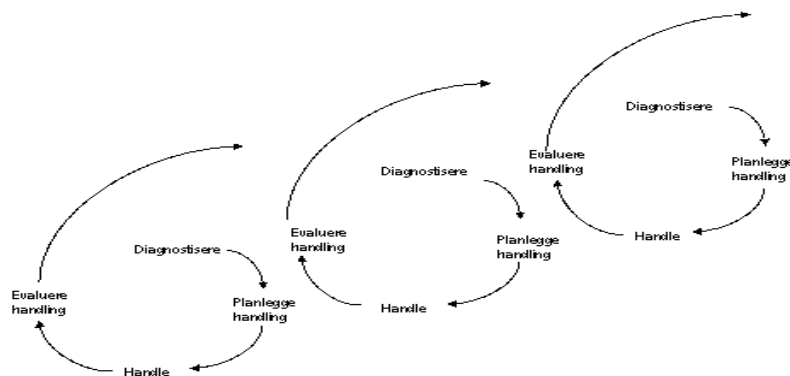 Diagnostisere
Planlegge
handling
Handle
Evaluere
handling
Diagnostisere
Planlegge
handling
Handle
Evaluere
handling
Diagnostisere
Planlegge
handling
Handle
Evaluere
handling